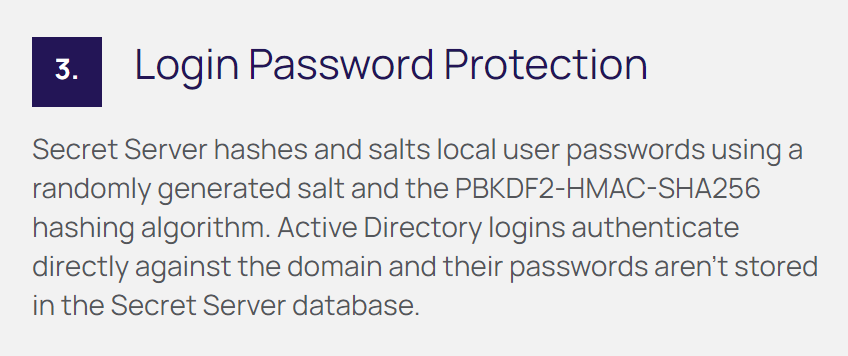 3. Login Password Protection
Secret Server hashes and salts local user passwords using a
randomly generated salt and the PBKDF2-HMAC-SHA256
hashing algorithm. Active Directory logins authenticate
directly against the domain and their passwords aren’t stored
in the Secret Server database.